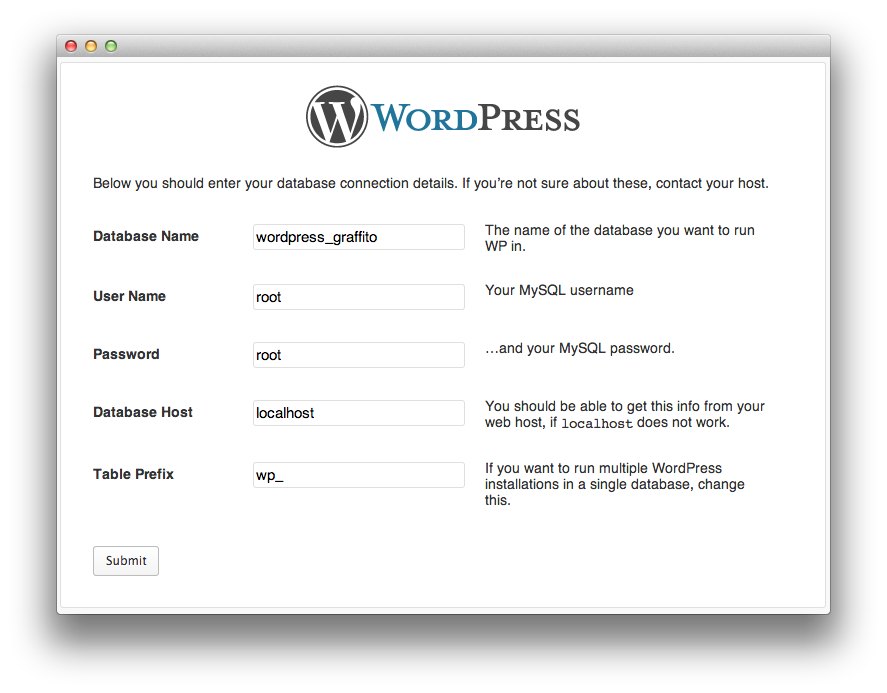 WORDPRESS
Below you should enter your database connection details. If you’re not sure about these, contact your host.
Database Name
wordpress_graffito
The name of the database you want to run
WP in.
User Name
root
Your MySQL username
Password
root
…and your MySQL password.
Database Host
localhost
You should be able to get this info from your
web host, if localhost does not work.
Table Prefix
wp_
If you want to run multiple WordPress
installations in a single database, change
this.
Submit